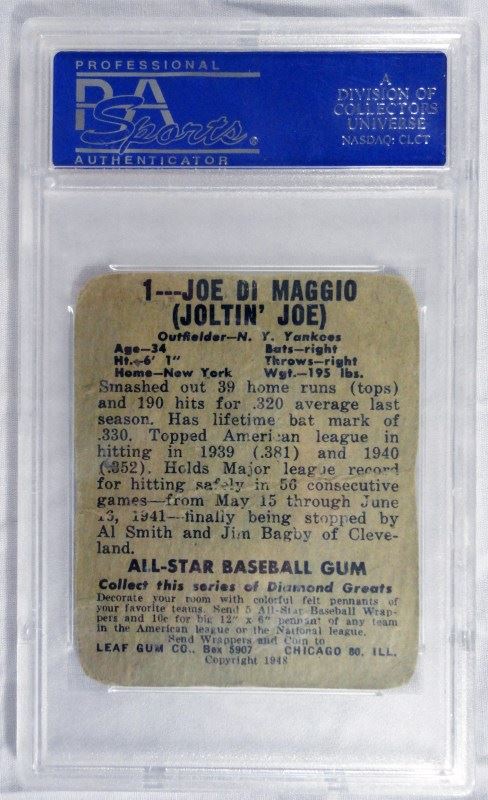 PROFESSIONAL
PSA
Sports
AUTHENTICATOR
A
DIVISION OF
COLLECTORS
UNIVERSE
NASDAQ: CLCT
1---JOE DI MAGGIO
(JOLTIN' JOE)
Outfielder—N. Y. Yankees
Age—34 Bats—right
Ht.—6' 1" Throws—right
Home—New York Wgt.—195 lbs.
Smashed out 39 home runs (tops)
and 190 hits for .320 average last
season. Has lifetime bat mark of
.330. Topped American league in
hitting in 1939 (.381) and 1940
(.352). Holds Major league record
for hitting safely in 56 consecutive
games—from May 15 through June
13, 1941—finally being stopped by
Al Smith and Jim Bagby of Cleve-
land.
ALL-STAR BASEBALL GUM
Collect this series of Diamond Greats
Decorate your room with colorful felt pennants of
your favorite teams. Send 5 All-Star Baseball Wrap-
pers and 10c for big 12" x 6" pennant of any team
in the American league or the National league.
Send Wrappers and Coin to
LEAF GUM CO., Box 5907 CHICAGO 80, ILL.
Copyright 1948